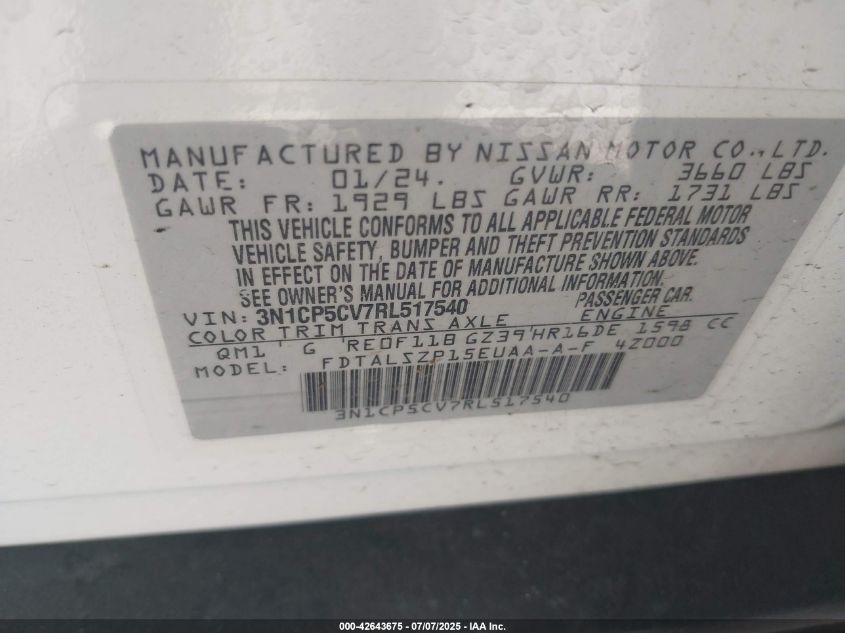 MANUFACTURED BY NISSAN MOTOR CO., LTD.
DATE: 01/24. GVWR: 3660 LBS
GAWR FR: 1929 LBS GAWR RR: 1731 LBS
THIS VEHICLE CONFORMS TO ALL APPLICABLE FEDERAL MOTOR
VEHICLE SAFETY, BUMPER AND THEFT PREVENTION STANDARDS
IN EFFECT ON THE DATE OF MANUFACTURE SHOWN ABOVE.
SEE OWNER'S MANUAL FOR ADDITIONAL INFORMATION.
VIN: 3N1CP5CV7RL517540 PASSENGER CAR.
COLOR TRIM TRANS AXLE ENGINE
QM1 G RE0F11B GZ39 HR16DE 1598 CC
MODEL: FDTALSZP15EUAA-A-F 4Z000
3N1CP5CV7RL517540
000-42643675 07/07/2025 - IAA Inc.